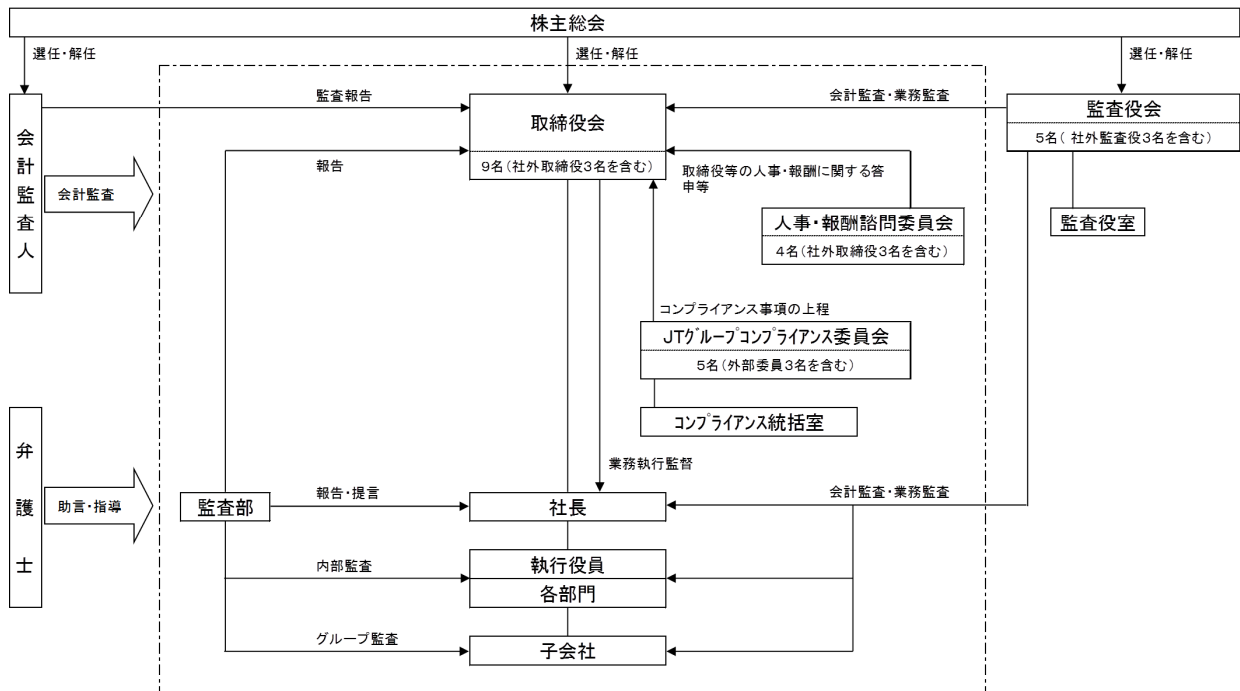 株主総会
選任・解任
選任・解任
選任・解任
会計監査人
監査報告
取締役会
9名(社外取締役3名を含む)
会計監査・業務監査
監査役会
5名( 社外監査役3名を含む)
報告
取締役等の人事・報酬に関する答
申等
会計監査
人事・報酬諮問委員会
4名(社外取締役3名を含む)
監査役室
コンプライアンス事項の上程
JTグループコンプライアンス委員会
5名(外部委員3名を含む)
コンプライアンス統括室
弁護士
助言・指導
業務執行監督
監査部
報告・提言
社長
会計監査・業務監査
内部監査
執行役員
各部門
グループ監査
子会社